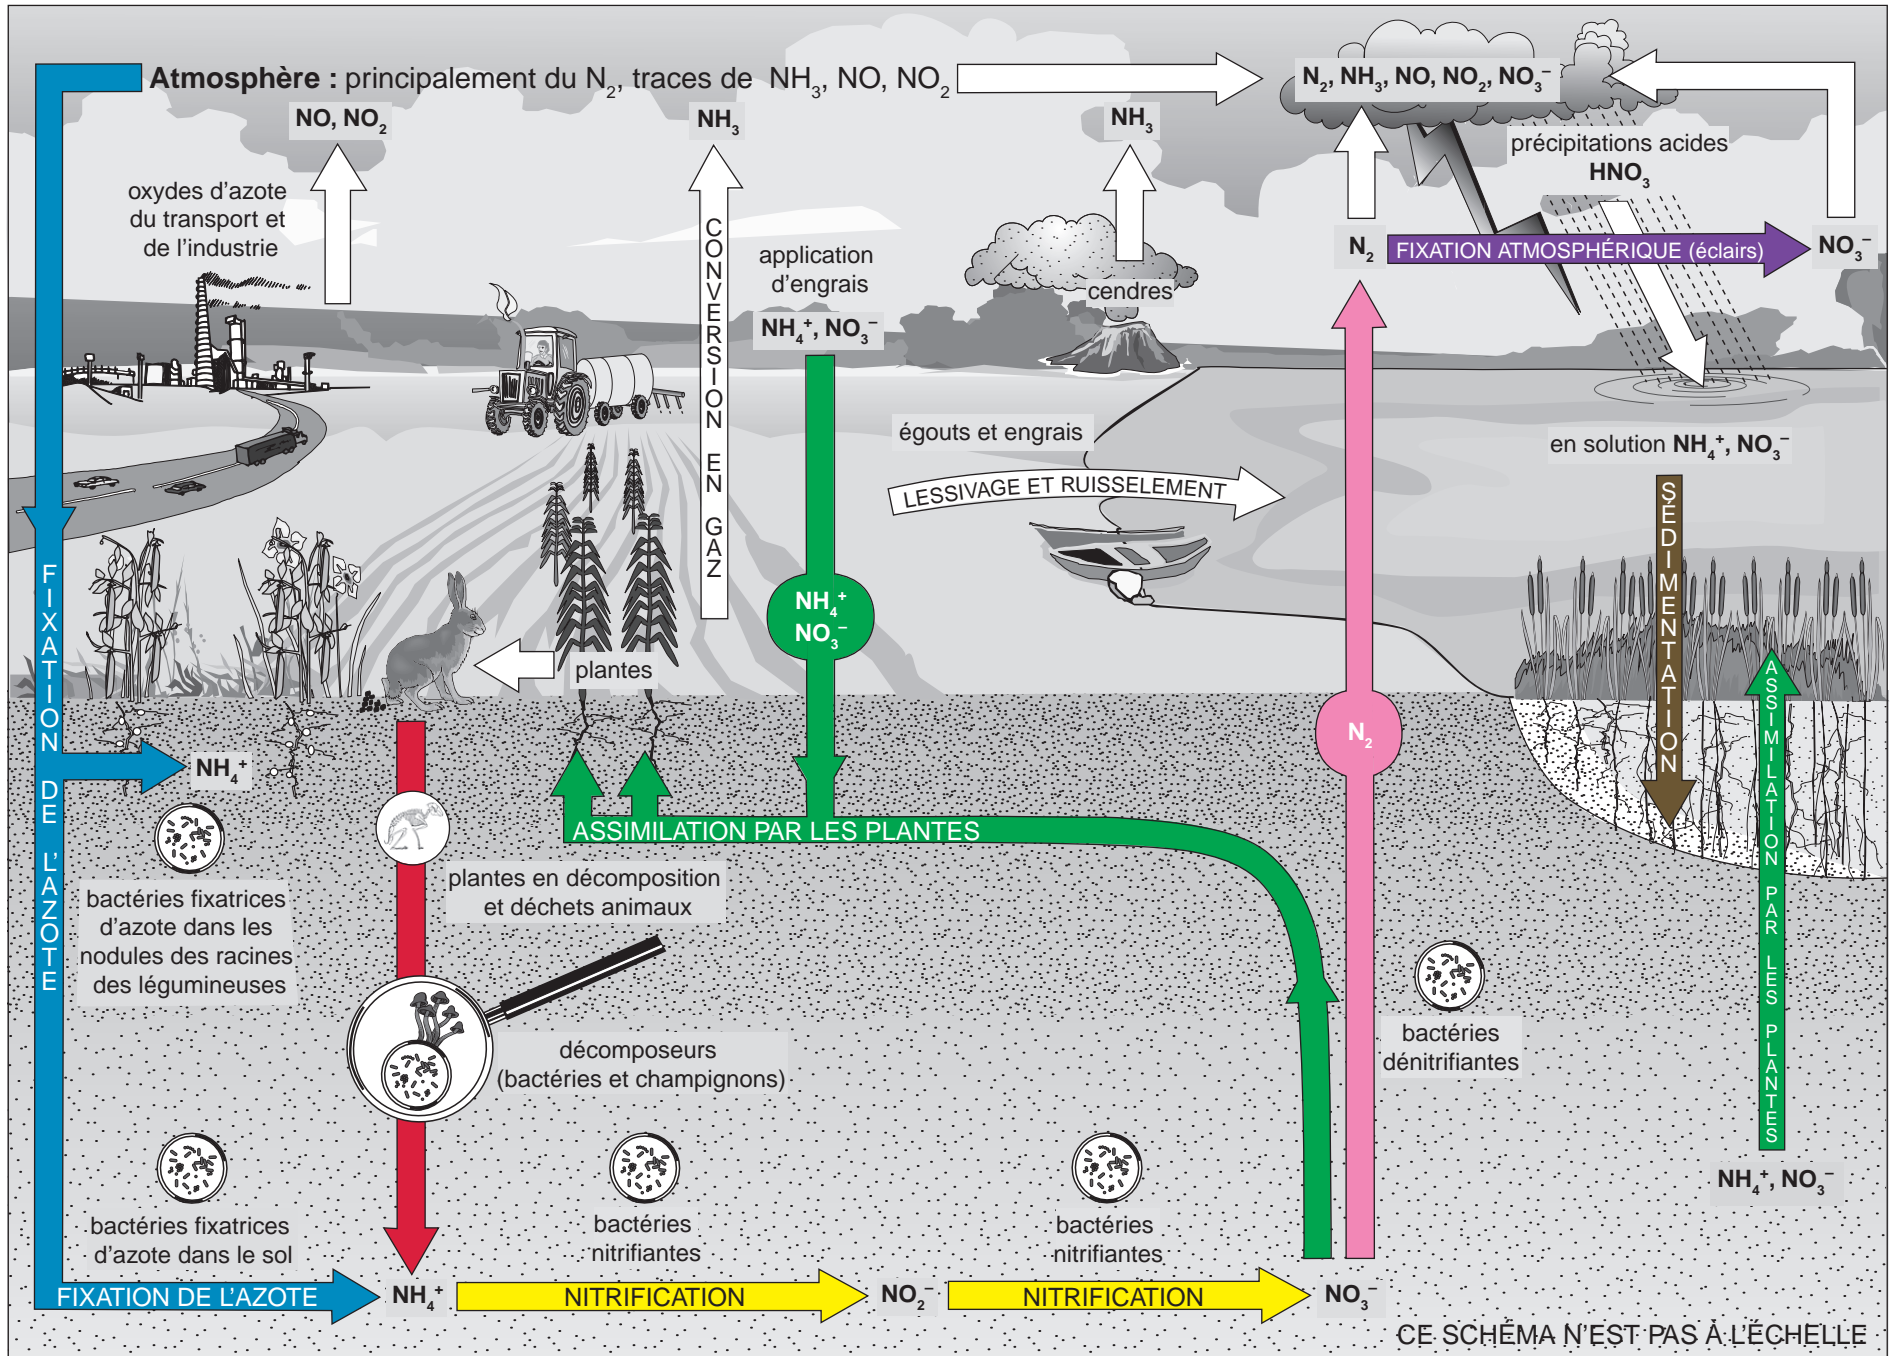 Atmosphère : principalement du N₂, traces de NH₃, NO, NO₂
N₂, NH₃, NO, NO₂, NO₃⁻
NO, NO₂
NH₃
NH₃
précipitations acides
HNO₃
oxydes d'azote
du transport et
de l'industrie
CONVERSION EN GAZ
application
d'engrais
NH₄⁺, NO₃⁻
cendres
N₂
FIXATION ATMOSPHÉRIQUE (éclairs)
NO₃⁻
égouts et engrais
LESSIVAGE ET RUISSELEMENT
en solution NH₄⁺, NO₃⁻
SÉDIMENTATION
FIXATION DE L'AZOTE
NH₄⁺
NO₃⁻
plantes
N₂
NH₄⁺
ASSIMILATION PAR LES PLANTES
ASSIMILATION PAR LES PLANTES
bactéries fixatrices
d'azote dans les
nodules des racines
des légumineuses
plantes en décomposition
et déchets animaux
décomposeurs
(bactéries et champignons)
bactéries
dénitrifiantes
NH₄⁺, NO₃⁻
bactéries fixatrices
d'azote dans le sol
bactéries
nitrifiantes
bactéries
nitrifiantes
FIXATION DE L'AZOTE
NH₄⁺
NITRIFICATION
NO₂⁻
NITRIFICATION
NO₃⁻
CE SCHÉMA N'EST PAS À L'ÉCHELLE